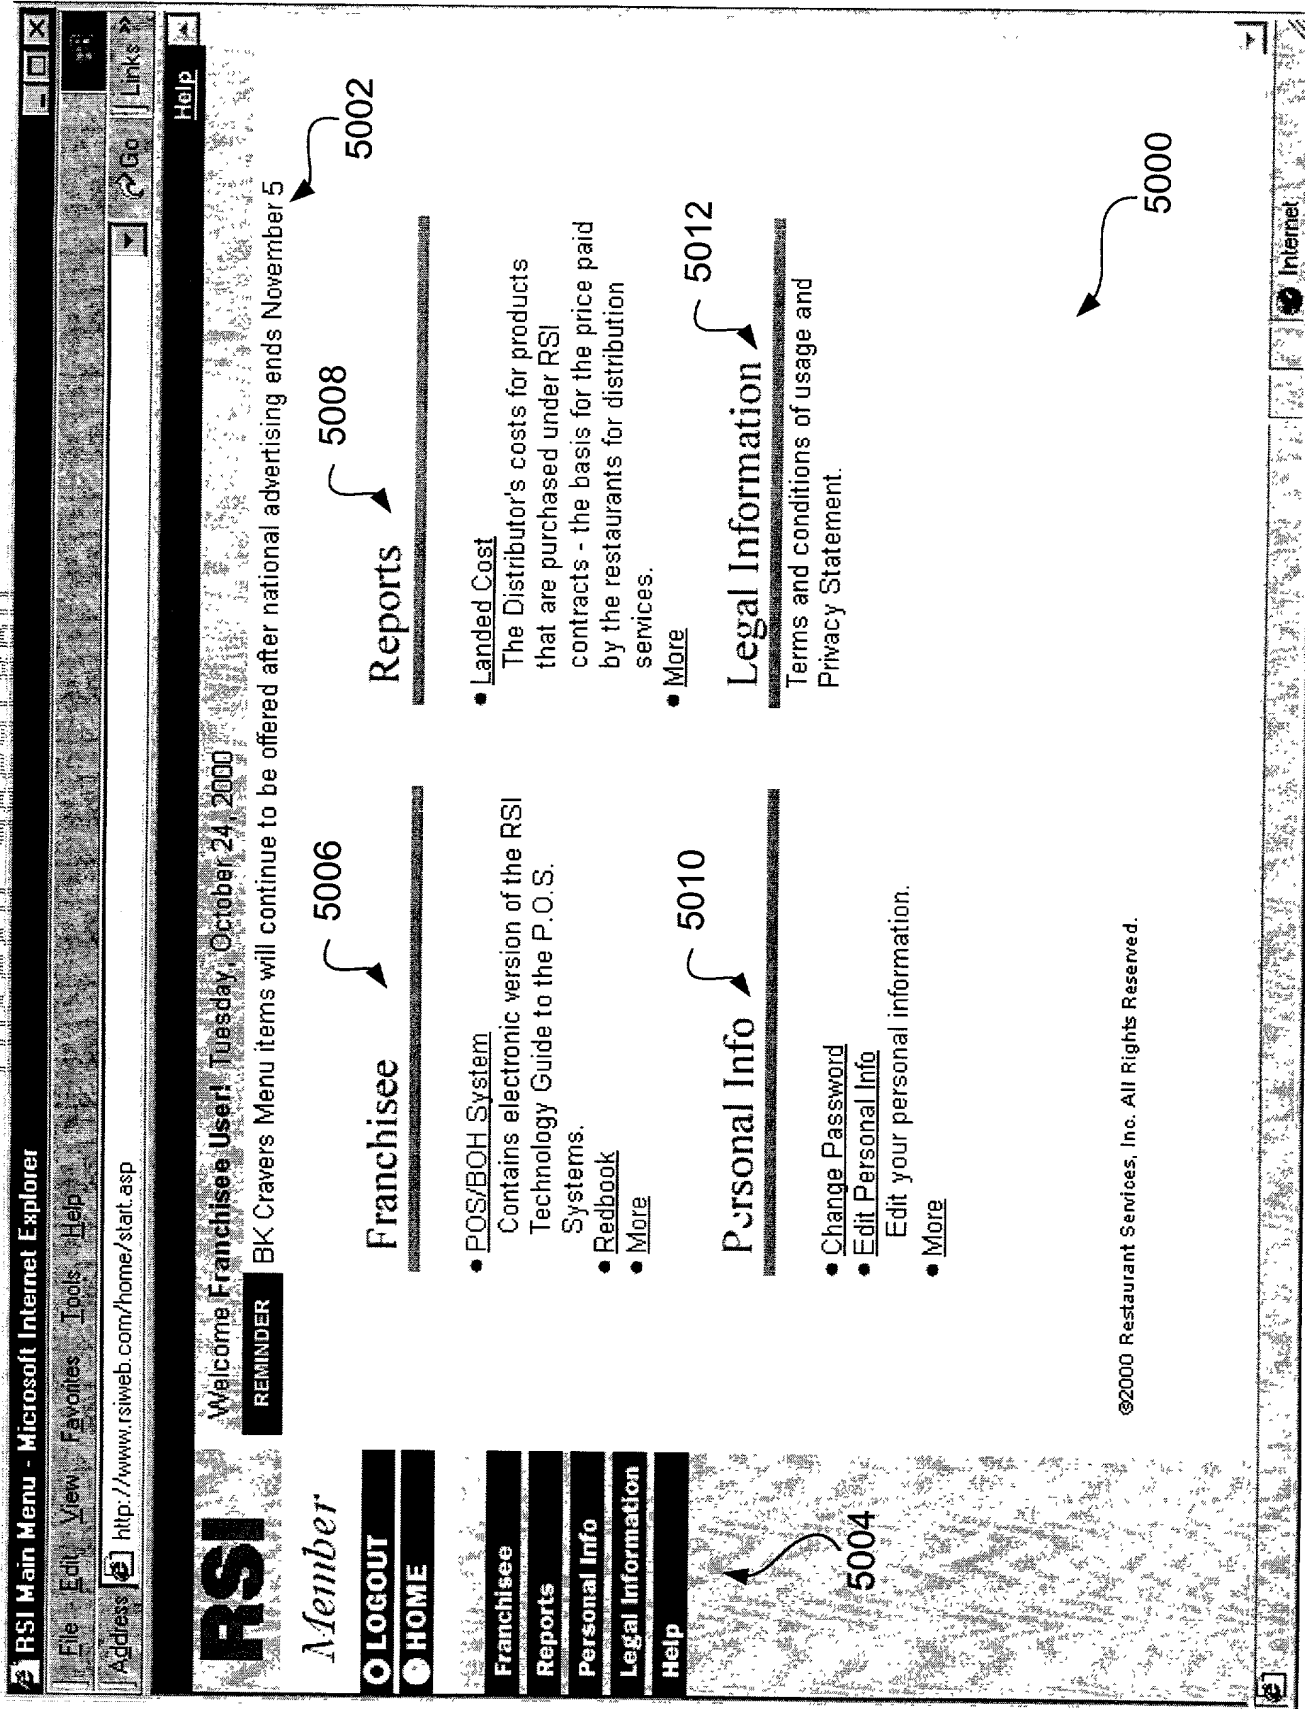 RSI Main Menu - Microsoft Internet Explorer
File Edit View Favorites Tools Help
Address http://www.rsiweb.com/home/start.asp Go Links »
Help
RSI
Welcome Franchisee User! Tuesday, October 24, 2000
REMINDER BK Cravers Menu items will continue to be offered after national advertising ends November 5
5002
Member
LOGOUT
HOME
Franchisee
Reports
Personal Info
Legal Information
Help
5004
Franchisee
5006
• POS/BOH System
Contains electronic version of the RSI
Technology Guide to the P.O.S.
Systems.
• Redbook
• More
Reports
5008
• Landed Cost
The Distributor's costs for products
that are purchased under RSI
contracts - the basis for the price paid
by the restaurants for distribution
services.
• More
Personal Info
5010
• Change Password
• Edit Personal Info
Edit your personal information.
• More
Legal Information
5012
Terms and conditions of usage and
Privacy Statement.
5000
©2000 Restaurant Services, Inc. All Rights Reserved.
Internet